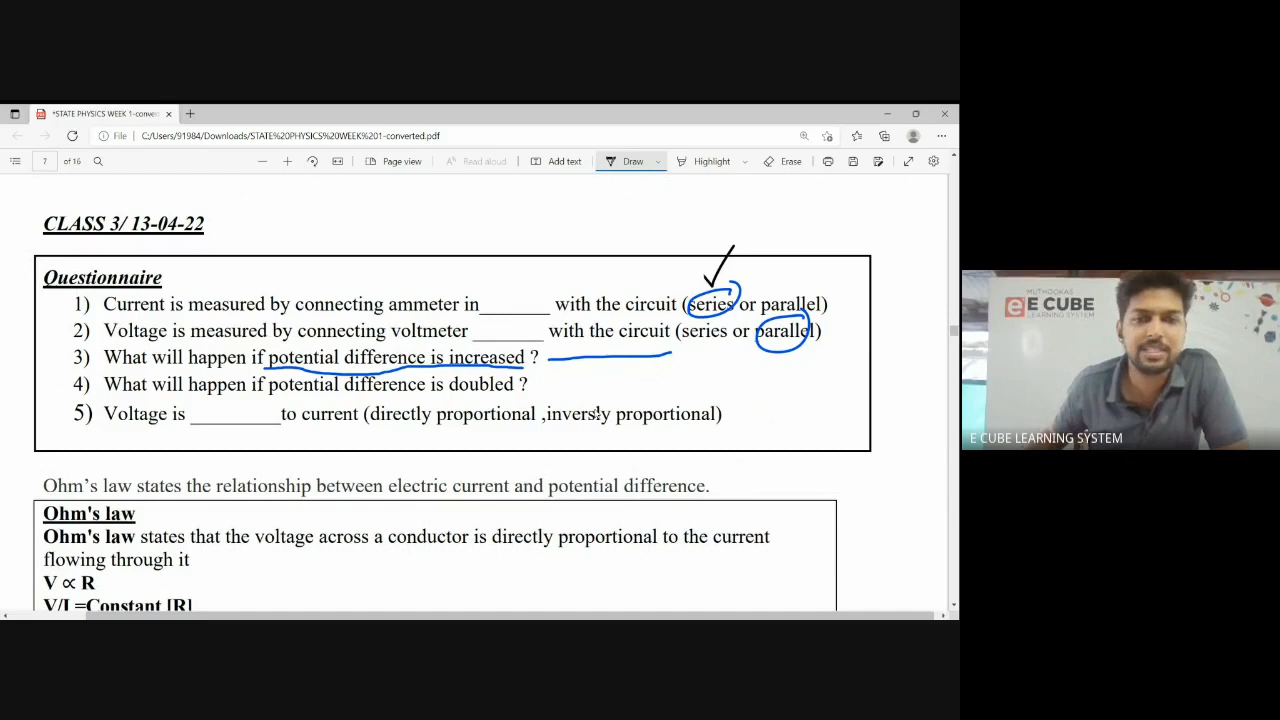 *STATE PHYSICS WEEK 1-convert
File C:/Users/91984/Downloads/STATE%20PHYSICS%20WEEK%201-converted.pdf
7 of 16 Page view Read aloud Add text Draw Highlight Erase
CLASS 3/ 13-04-22
Questionnaire
1) Current is measured by connecting ammeter in_______ with the circuit (series or parallel)
2) Voltage is measured by conecting voltmeter _______ with the circuit (series or parallel)
3) What will happen if potential difference is increased ?
4) What will happen if potential difference is doubled ?
5) Voltage is _________to current (directly proportional ,inversly proportional)
Ohm's law states the relationship between electric current and potential difference.
Ohm's law
Ohm's law states that the voltage across a conductor is directly proportional to the current
flowing through it
V ∝ R
V/I =Constant [R]
MUTHOOKAS
e E CUBE
LEARNING SYSTEM
E CUBE LEARNING SYSTEM